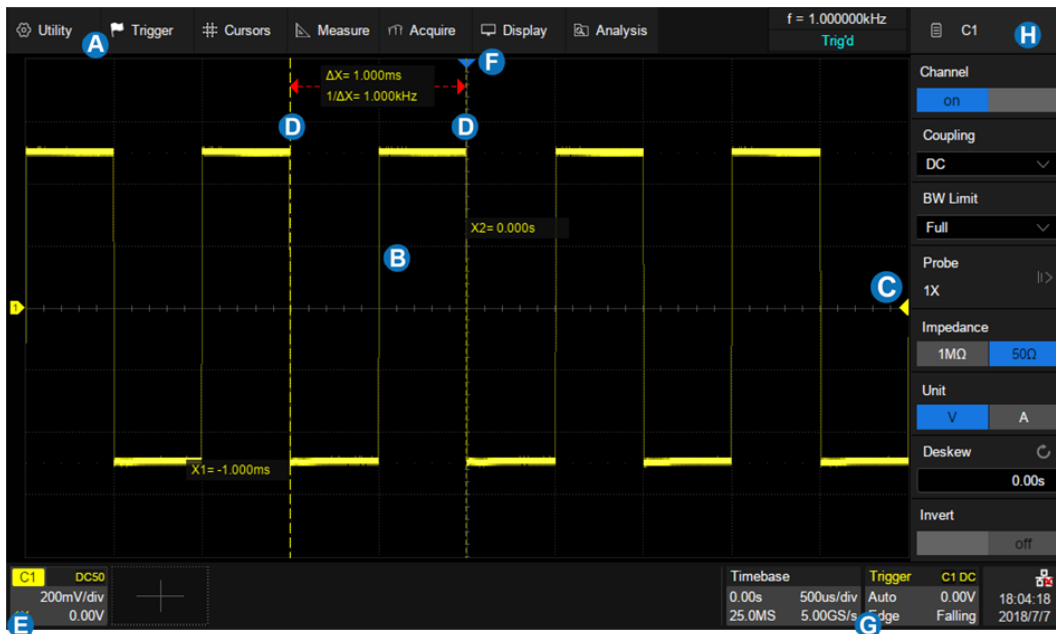 Utility
A
Trigger
Cursors
Measure
Acquire
Display
Analysis
f = 1.000000kHz
Trig'd
C1
H
F
ΔX= 1.000ms
1/ΔX= 1.000kHz
D
D
X2= 0.000s
B
C
1
1
X1= -1.000ms
Channel
on
Coupling
DC
BW Limit
Full
Probe
1X
Impedance
1MΩ
50Ω
Unit
V
A
Deskew
0.00s
Invert
off
C1 DC50
200mV/div
0.00V
E
Timebase
0.00s 500us/div
25.0MS 5.00GS/s
Trigger C1 DC
Auto 0.00V
Edge Falling
G
18:04:18
2018/7/7